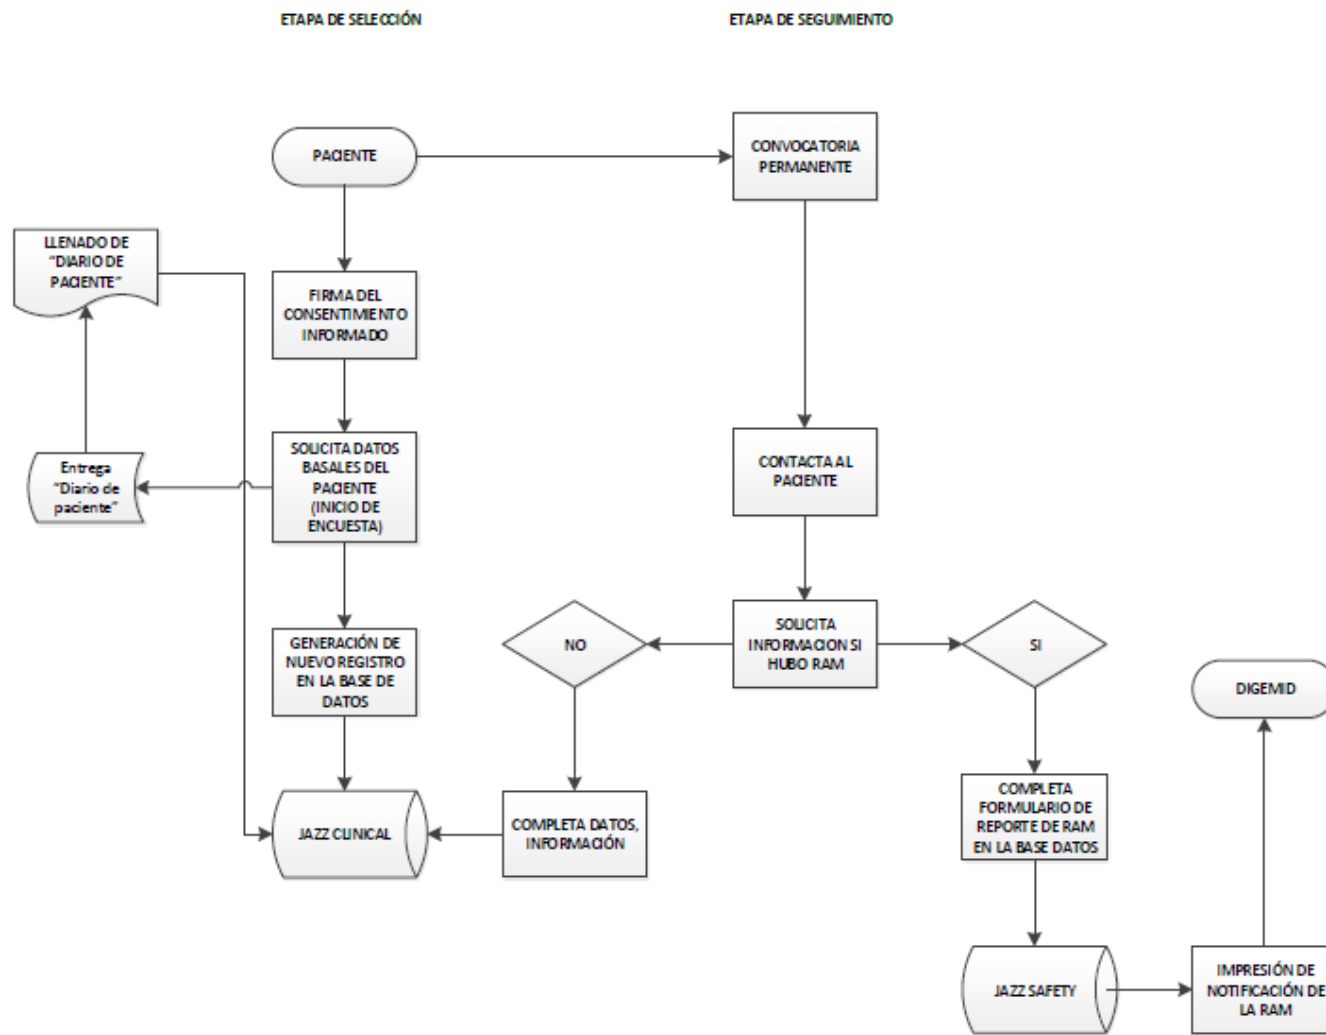 ETAPA DE SELECCIÓN
ETAPA DE SEGUIMIENTO
PACIENTE
CONVOCATORIA
PERMANENTE
LLENADO DE
"DIARIO DE
PACIENTE"
FIRMA DEL
CONSENTIMIENTO
INFORMADO
SOLICITA DATOS
BASALES DEL
PACIENTE
(INICIO DE
ENCUESTA)
Entrega
"Diario de
paciente"
CONTACTA AL
PACIENTE
GENERACIÓN DE
NUEVO REGISTRO
EN LA BASE DE
DATOS
NO
SOLICITA
INFORMACION SI
HUBO RAM
SI
DIGEMID
JAZZ CLINICAL
COMPLETA DATOS,
INFORMACIÓN
COMPLETA
FORMULARIO DE
REPORTE DE RAM
EN LA BASE DATOS
JAZZ SAFETY
IMPRESIÓN DE
NOTIFICACIÓN DE
LA RAM